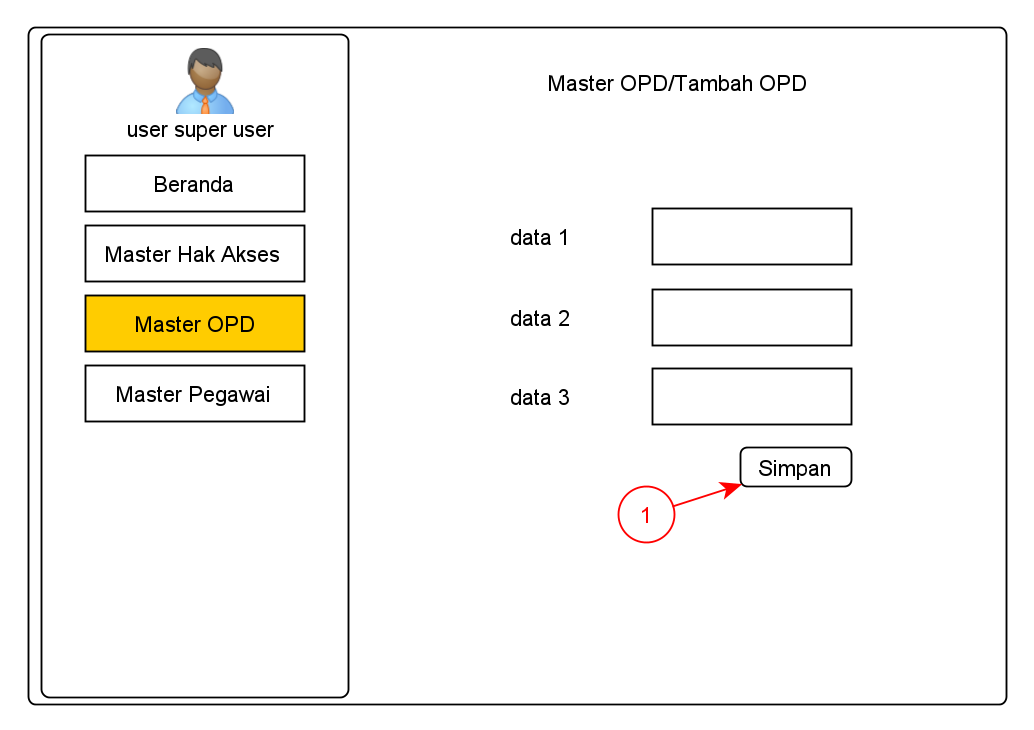 user super user
Beranda
Master Hak Akses
Master OPD
Master Pegawai
Master OPD/Tambah OPD
data 1
data 2
data 3
Simpan
1